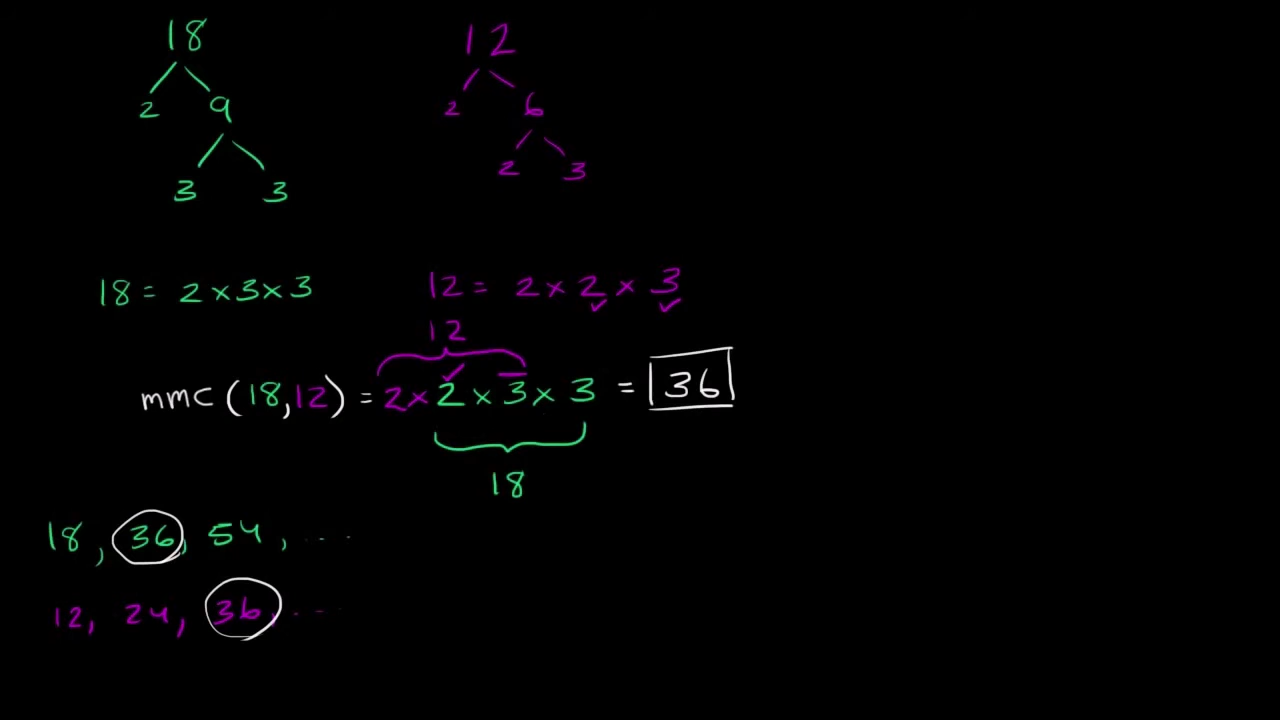 18 12
2 9 2 6
3 3 2 3
18 = 2 × 3 × 3 12 = 2 × 2 × 3
12
mmc (18,12) = 2 × 2 × 3 × 3 = 36
18
18, 36, 54, ....
12, 24, 36, ....